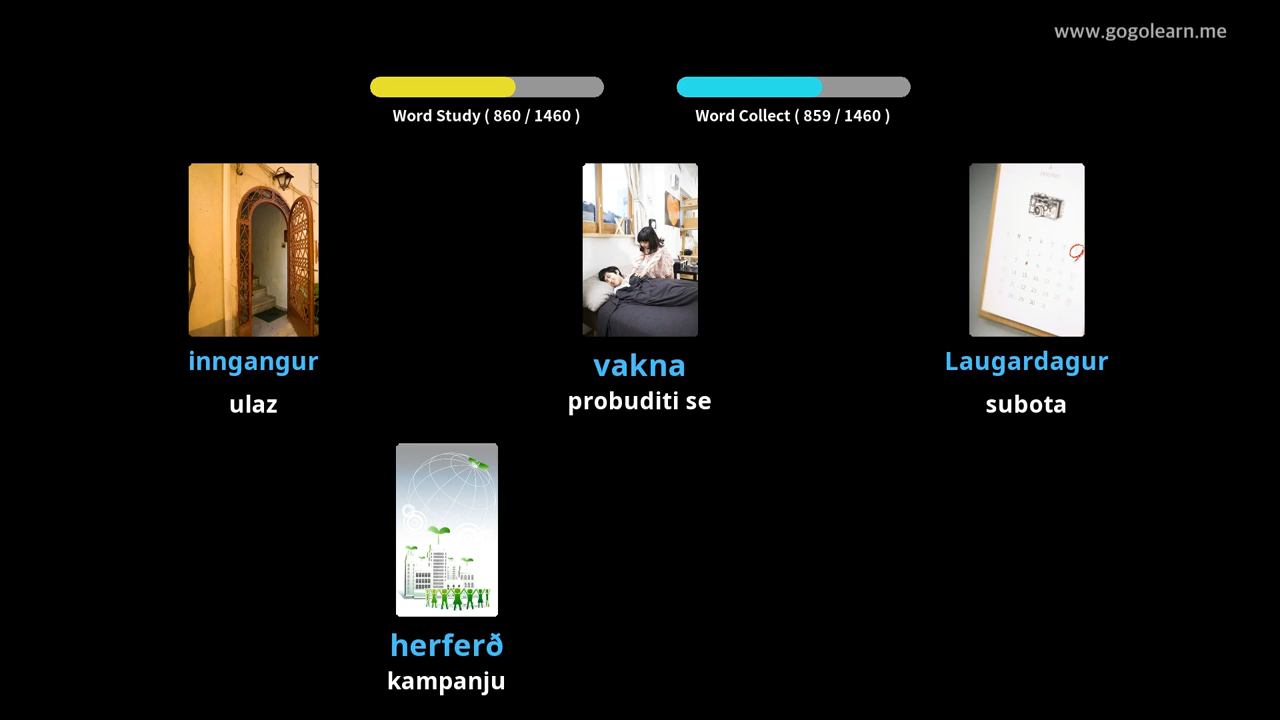 www.gogolearn.me
Word Study ( 860 / 1460 )
Word Collect ( 859 / 1460 )
inngangur
ulaz
vakna
probuditi se
Laugardagur
subota
herferð
kampanju